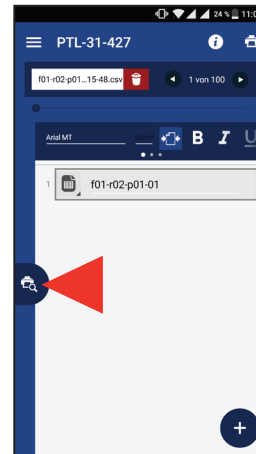 24 % 11:0
PTL-31-427
f01-r02-p01...15-48.csv 1 von 100
Arial MT B I U
1 f01-r02-p01-01